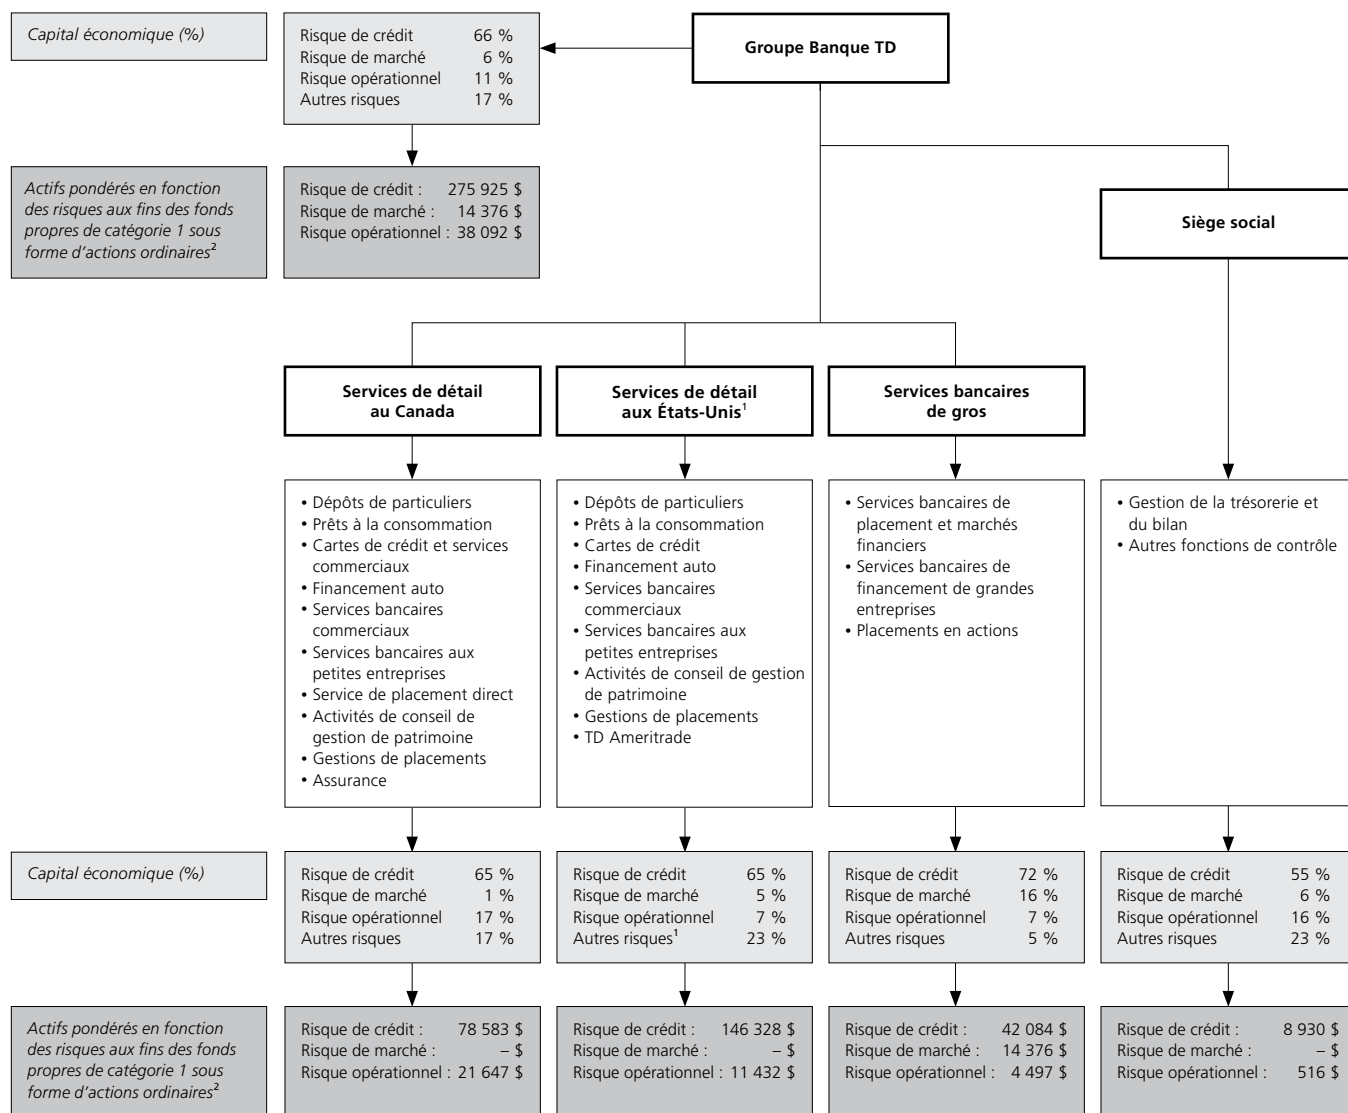 Capital économique (%)
Risque de crédit 66 %
Risque de marché 6 %
Risque opérationnel 11 %
Autres risques 17 %
Groupe Banque TD
Actifs pondérés en fonction
des risques aux fins des fonds
propres de catégorie 1 sous
forme d’actions ordinaires²
Risque de crédit : 275 925 $
Risque de marché : 14 376 $
Risque opérationnel : 38 092 $
Siège social
Services de détail
au Canada
Services de détail
aux États-Unis¹
Services bancaires
de gros
• Dépôts de particuliers
• Prêts à la consommation
• Cartes de crédit et services
commerciaux
• Financement auto
• Services bancaires
commerciaux
• Services bancaires aux
petites entreprises
• Service de placement direct
• Activités de conseil de
gestion de patrimoine
• Gestions de placements
• Assurance
• Dépôts de particuliers
• Prêts à la consommation
• Cartes de crédit
• Financement auto
• Services bancaires
commerciaux
• Services bancaires aux
petites entreprises
• Activités de conseil de gestion
de patrimoine
• Gestions de placements
• TD Ameritrade
• Services bancaires de
placement et marchés
financiers
• Services bancaires de
financement de grandes
entreprises
• Placements en actions
• Gestion de la trésorerie et
du bilan
• Autres fonctions de contrôle
Capital économique (%)
Risque de crédit 65 %
Risque de marché 1 %
Risque opérationnel 17 %
Autres risques 17 %
Risque de crédit 65 %
Risque de marché 5 %
Risque opérationnel 7 %
Autres risques¹ 23 %
Risque de crédit 72 %
Risque de marché 16 %
Risque opérationnel 7 %
Autres risques 5 %
Risque de crédit 55 %
Risque de marché 6 %
Risque opérationnel 16 %
Autres risques 23 %
Actifs pondérés en fonction
des risques aux fins des fonds
propres de catégorie 1 sous
forme d’actions ordinaires²
Risque de crédit : 78 583 $
Risque de marché : – $
Risque opérationnel : 21 647 $
Risque de crédit : 146 328 $
Risque de marché : – $
Risque opérationnel : 11 432 $
Risque de crédit : 42 084 $
Risque de marché : 14 376 $
Risque opérationnel : 4 497 $
Risque de crédit : 8 930 $
Risque de marché : – $
Risque opérationnel : 516 $